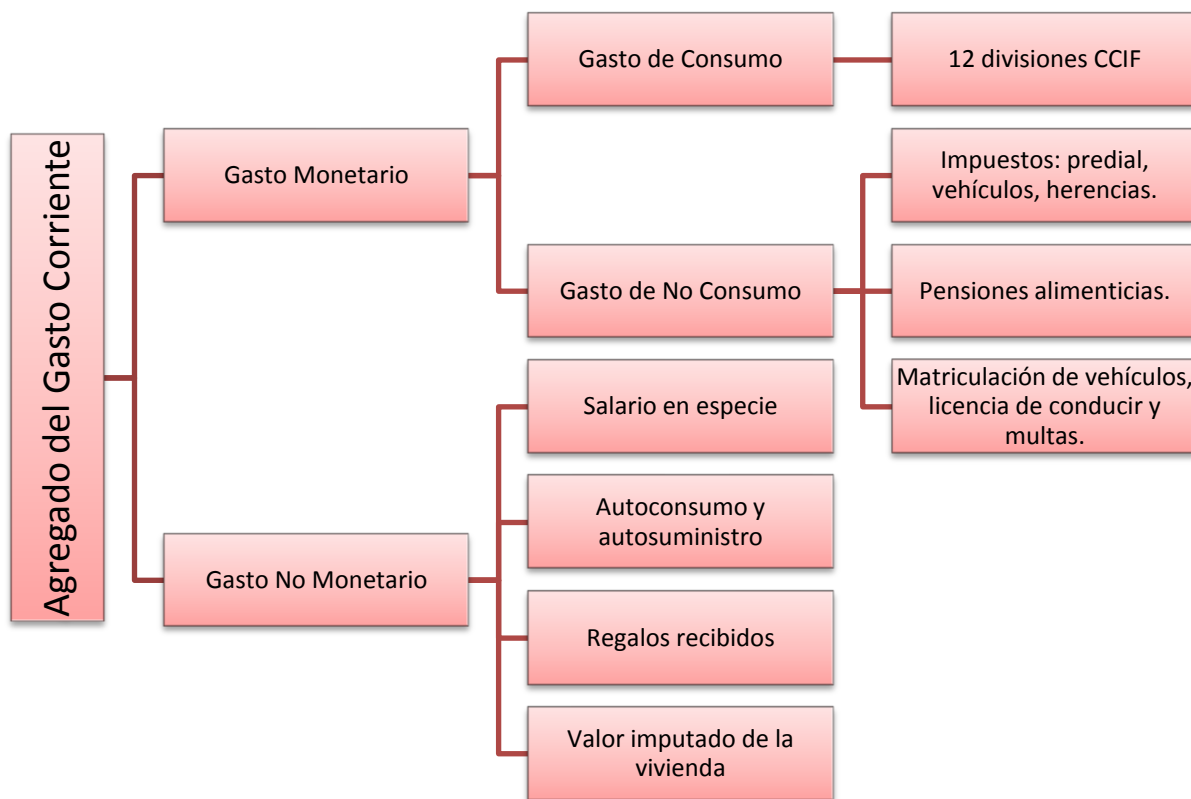 Agregado del Gasto Corriente
Gasto Monetario
Gasto de Consumo
12 divisiones CCIF
Gasto de No Consumo
Impuestos: predial,
vehículos, herencias.
Pensiones alimenticias.
Matriculación de vehículos,
licencia de conducir y
multas.
Gasto No Monetario
Salario en especie
Autoconsumo y
autosuministro
Regalos recibidos
Valor imputado de la
vivienda